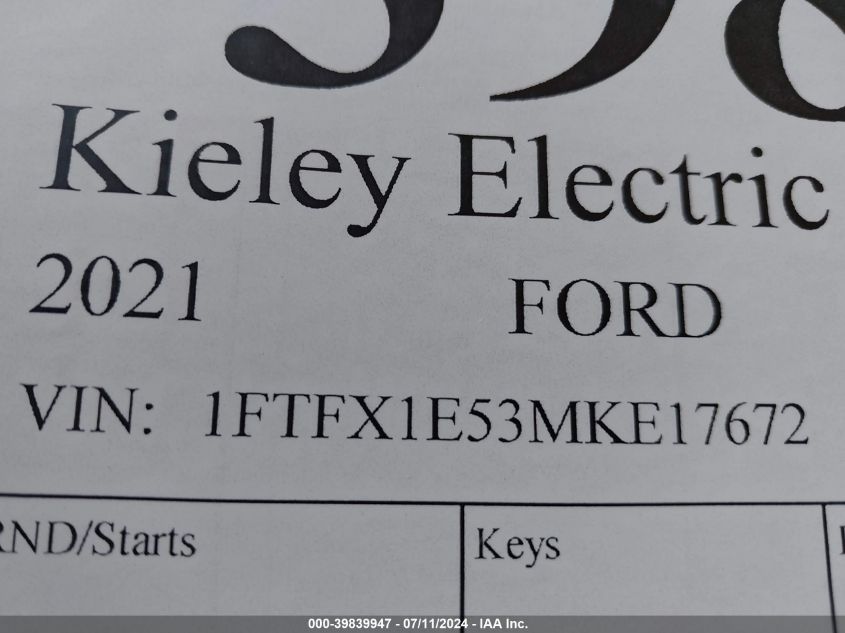 Kieley Electric
2021 FORD
VIN: 1FTFX1E53MKE17672
RND/Starts Keys
000-39839947 - 07/11/2024 - IAA Inc.